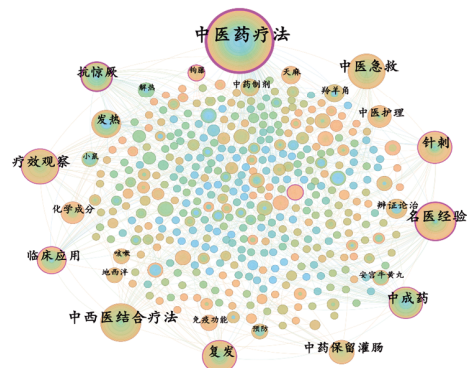 中医药疗法
抗惊厥
钩藤
天麻
中医急救
解热
中药制剂
羚羊角
发热
中医护理
针刺
疗效观察
小鼠
化学成分
辩证论治
名医经验
临床应用
咳嗽
地西泮
安宫牛黄丸
中成药
中西医结合疗法
免疫功能
预防
复发
中药保留灌肠